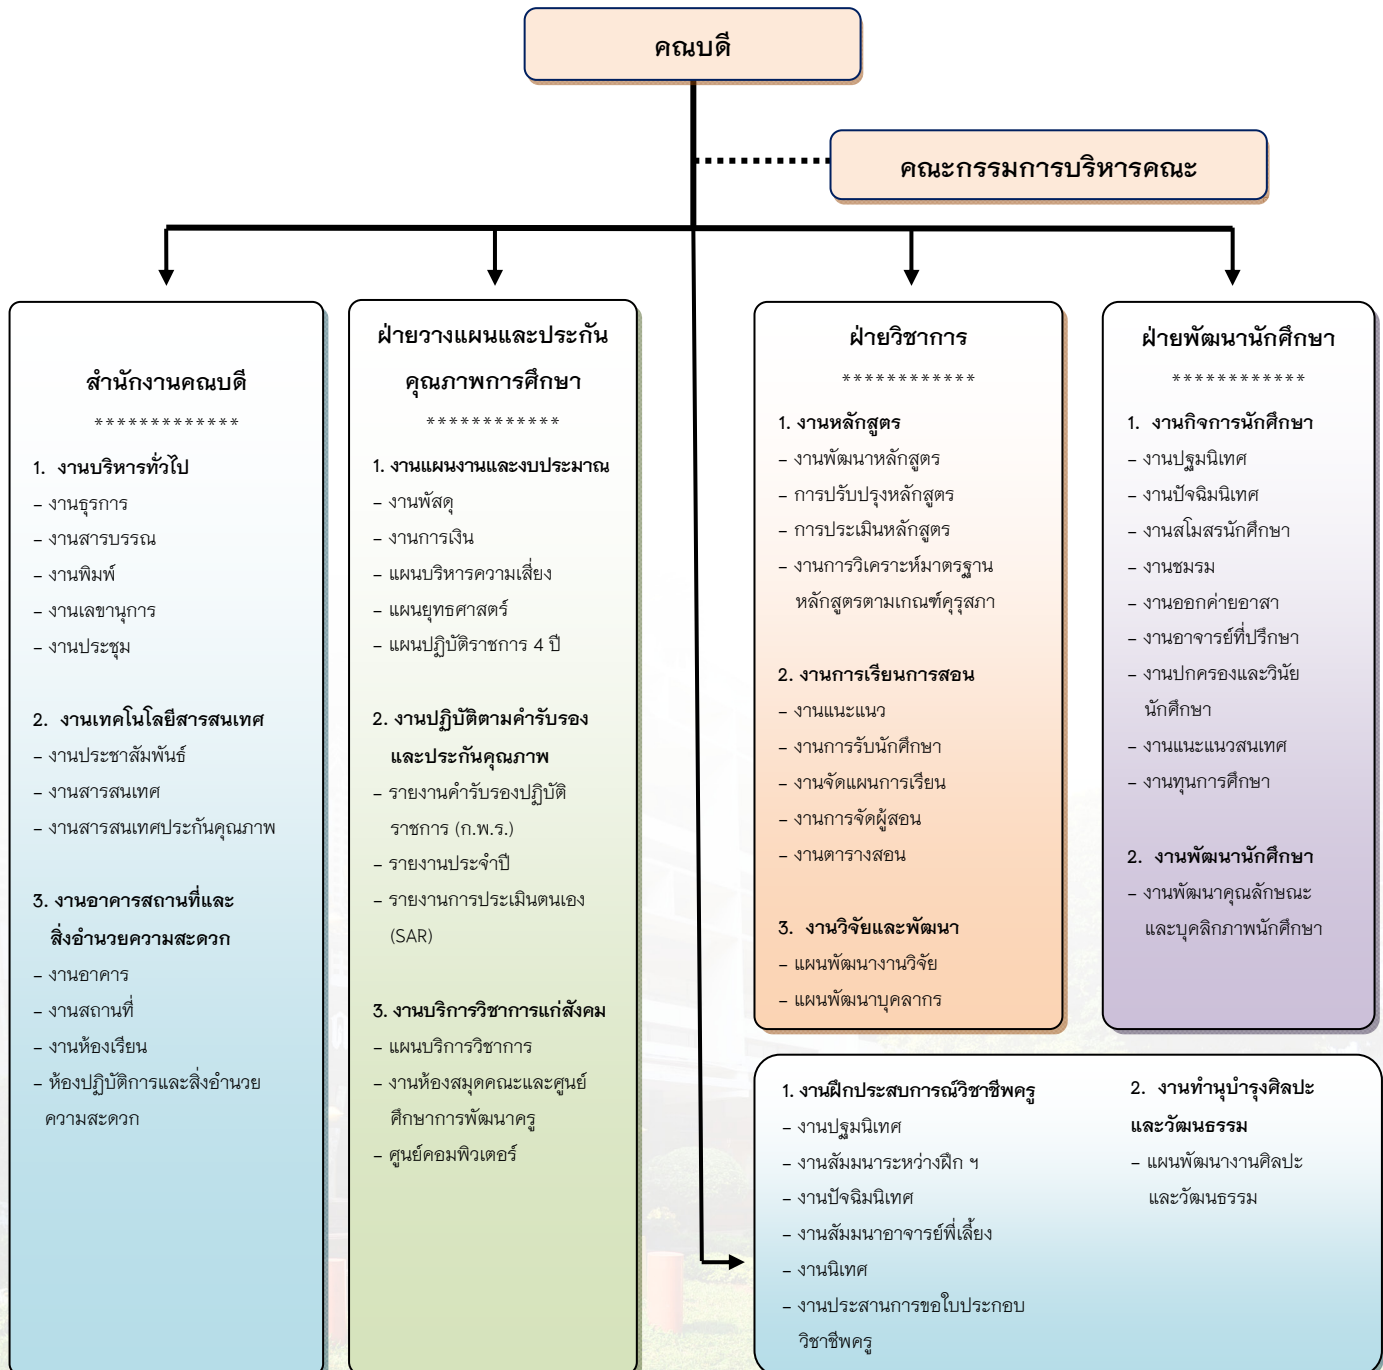 คณบดี
คณะกรรมการบริหารคณะ
สำนักงานคณบดี
*************
1. งานบริหารทั่วไป
- งานธุรการ
- งานสารบรรณ
- งานพิมพ์
- งานเลขานุการ
- งานประชุม
2. งานเทคโนโลยีสารสนเทศ
- งานประชาสัมพันธ์
- งานสารสนเทศ
- งานสารสนเทศประกันคุณภาพ
3. งานอาคารสถานที่และ
สิ่งอำนวยความสะดวก
- งานอาคาร
- งานสถานที่
- งานห้องเรียน
- ห้องปฏิบัติการและสิ่งอำนวย
ความสะดวก
ฝ่ายวางแผนและประกัน
คุณภาพการศึกษา
************
1. งานแผนงานและงบประมาณ
- งานพัสดุ
- งานการเงิน
- แผนบริหารความเสี่ยง
- แผนยุทธศาสตร์
- แผนปฏิบัติราชการ 4 ปี
2. งานปฏิบัติตามคำรับรอง
และประกันคุณภาพ
- รายงานคำรับรองปฏิบัติ
ราชการ (ก.พ.ร.)
- รายงานประจำปี
- รายงานการประเมินตนเอง
(SAR)
3. งานบริการวิชาการแก่สังคม
- แผนบริการวิชาการ
- งานห้องสมุดคณะและศูนย์
ศึกษาการพัฒนาครู
- ศูนย์คอมพิวเตอร์
ฝ่ายวิชาการ
************
1. งานหลักสูตร
- งานพัฒนาหลักสูตร
- การปรับปรุงหลักสูตร
- การประเมินหลักสูตร
- งานการวิเคราะห์มาตรฐาน
หลักสูตรตามเกณฑ์คุรุสภา
2. งานการเรียนการสอน
- งานแนะแนว
- งานการรับนักศึกษา
- งานจัดแผนการเรียน
- งานการจัดผู้สอน
- งานตารางสอน
3. งานวิจัยและพัฒนา
- แผนพัฒนางานวิจัย
- แผนพัฒนาบุคลากร
ฝ่ายพัฒนานักศึกษา
************
1. งานกิจการนักศึกษา
- งานปฐมนิเทศ
- งานปัจฉิมนิเทศ
- งานสโมสรนักศึกษา
- งานชมรม
- งานออกค่ายอาสา
- งานอาจารย์ที่ปรึกษา
- งานปกครองและวินัย
นักศึกษา
- งานแนะแนวสนเทศ
- งานทุนการศึกษา
2. งานพัฒนานักศึกษา
- งานพัฒนาคุณลักษณะ
และบุคลิกภาพนักศึกษา
1. งานฝึกประสบการณ์วิชาชีพครู
- งานปฐมนิเทศ
- งานสัมมนาระหว่างฝึก ฯ
- งานปัจฉิมนิเทศ
- งานสัมมนาอาจารย์พี่เลี้ยง
- งานนิเทศ
- งานประสานการขอใบประกอบ
วิชาชีพครู
2. งานทำนุบำรุงศิลปะ
และวัฒนธรรม
- แผนพัฒนางานศิลปะ
และวัฒนธรรม